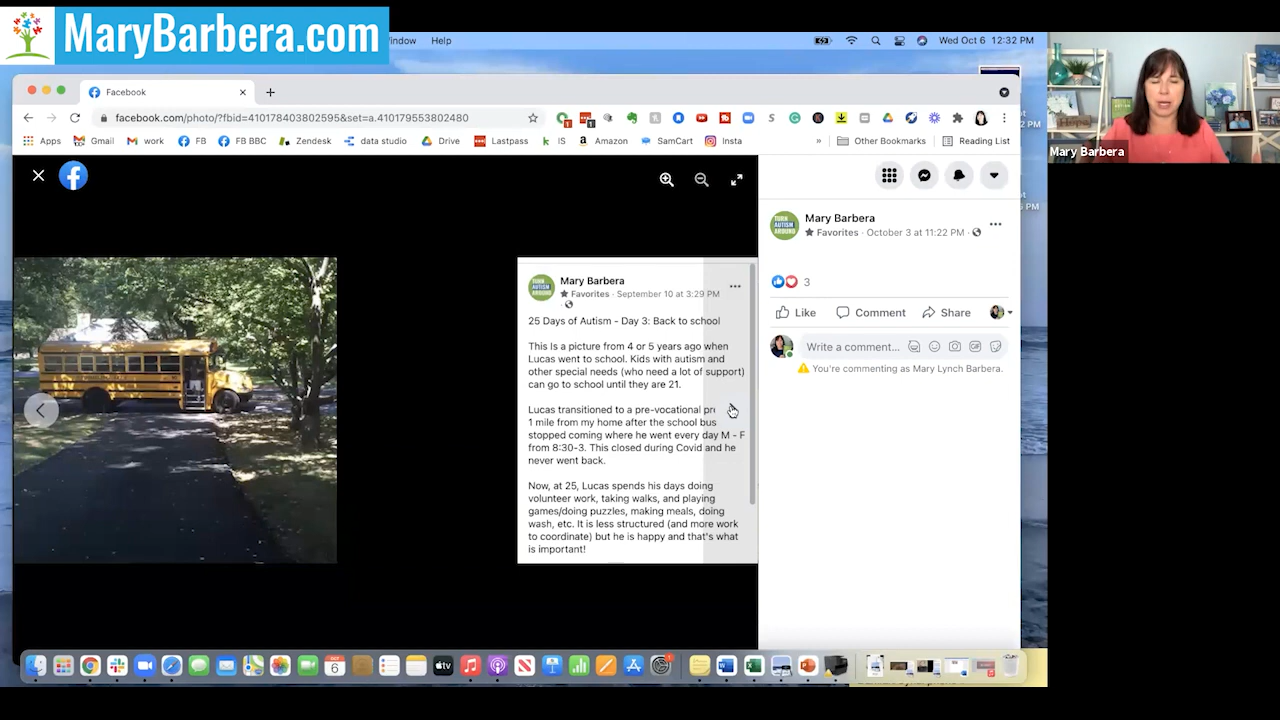 MaryBarbera.com
Window Help
Wed Oct 6 12:32 PM
Facebook
facebook.com/photo/?fbid=410178403802595&set=a.410179553802480
Apps Gmail work FB FB BBC Zendesk data studio Drive Lastpass IS Amazon SamCart Insta » Other Bookmarks Reading List
Mary Barbera
Mary Barbera
Favorites · October 3 at 11:22 PM ·
3
Like Comment Share
Write a comment...
You're commenting as Mary Lynch Barbera.
TURN AUTISM AROUND
Mary Barbera
Favorites · September 10 at 3:29 PM
25 Days of Autism - Day 3: Back to school
This Is a picture from 4 or 5 years ago when
Lucas went to school. Kids with autism and
other special needs (who need a lot of support)
can go to school until they are 21.
Lucas transitioned to a pre-vocational
1 mile from my home after the school bus
stopped coming where he went every day M - F
from 8:30-3. This closed during Covid and he
never went back.
Now, at 25, Lucas spends his days doing
volunteer work, taking walks, and playing
games/doing puzzles, making meals, doing
wash, etc. It is less structured (and more work
to coordinate) but he is happy and that's what
is important!